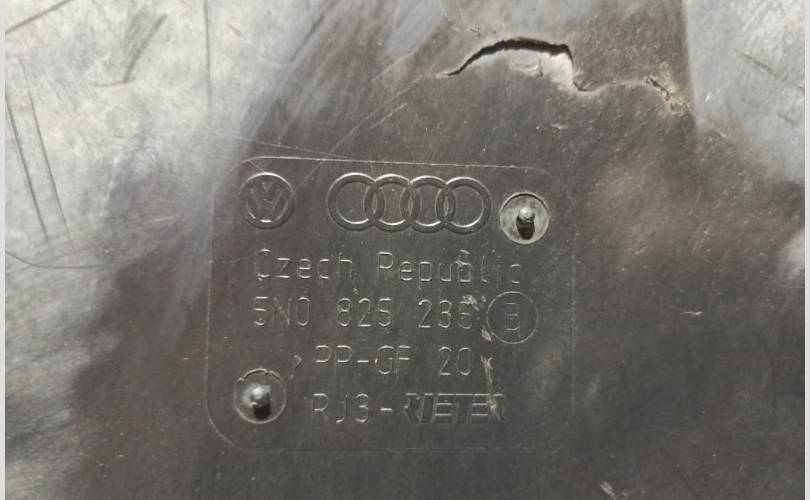 Czech Republic
5N0 825 235 B
>PP-GF 20<
RJ3-RIETER